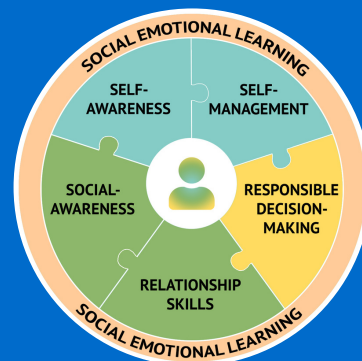 SOCIAL EMOTIONAL LEARNING
SELF-
AWARENESS
SELF-
MANAGEMENT
SOCIAL-
AWARENESS
RESPONSIBLE
DECISION-
MAKING
RELATIONSHIP
SKILLS
SOCIAL EMOTIONAL LEARNING